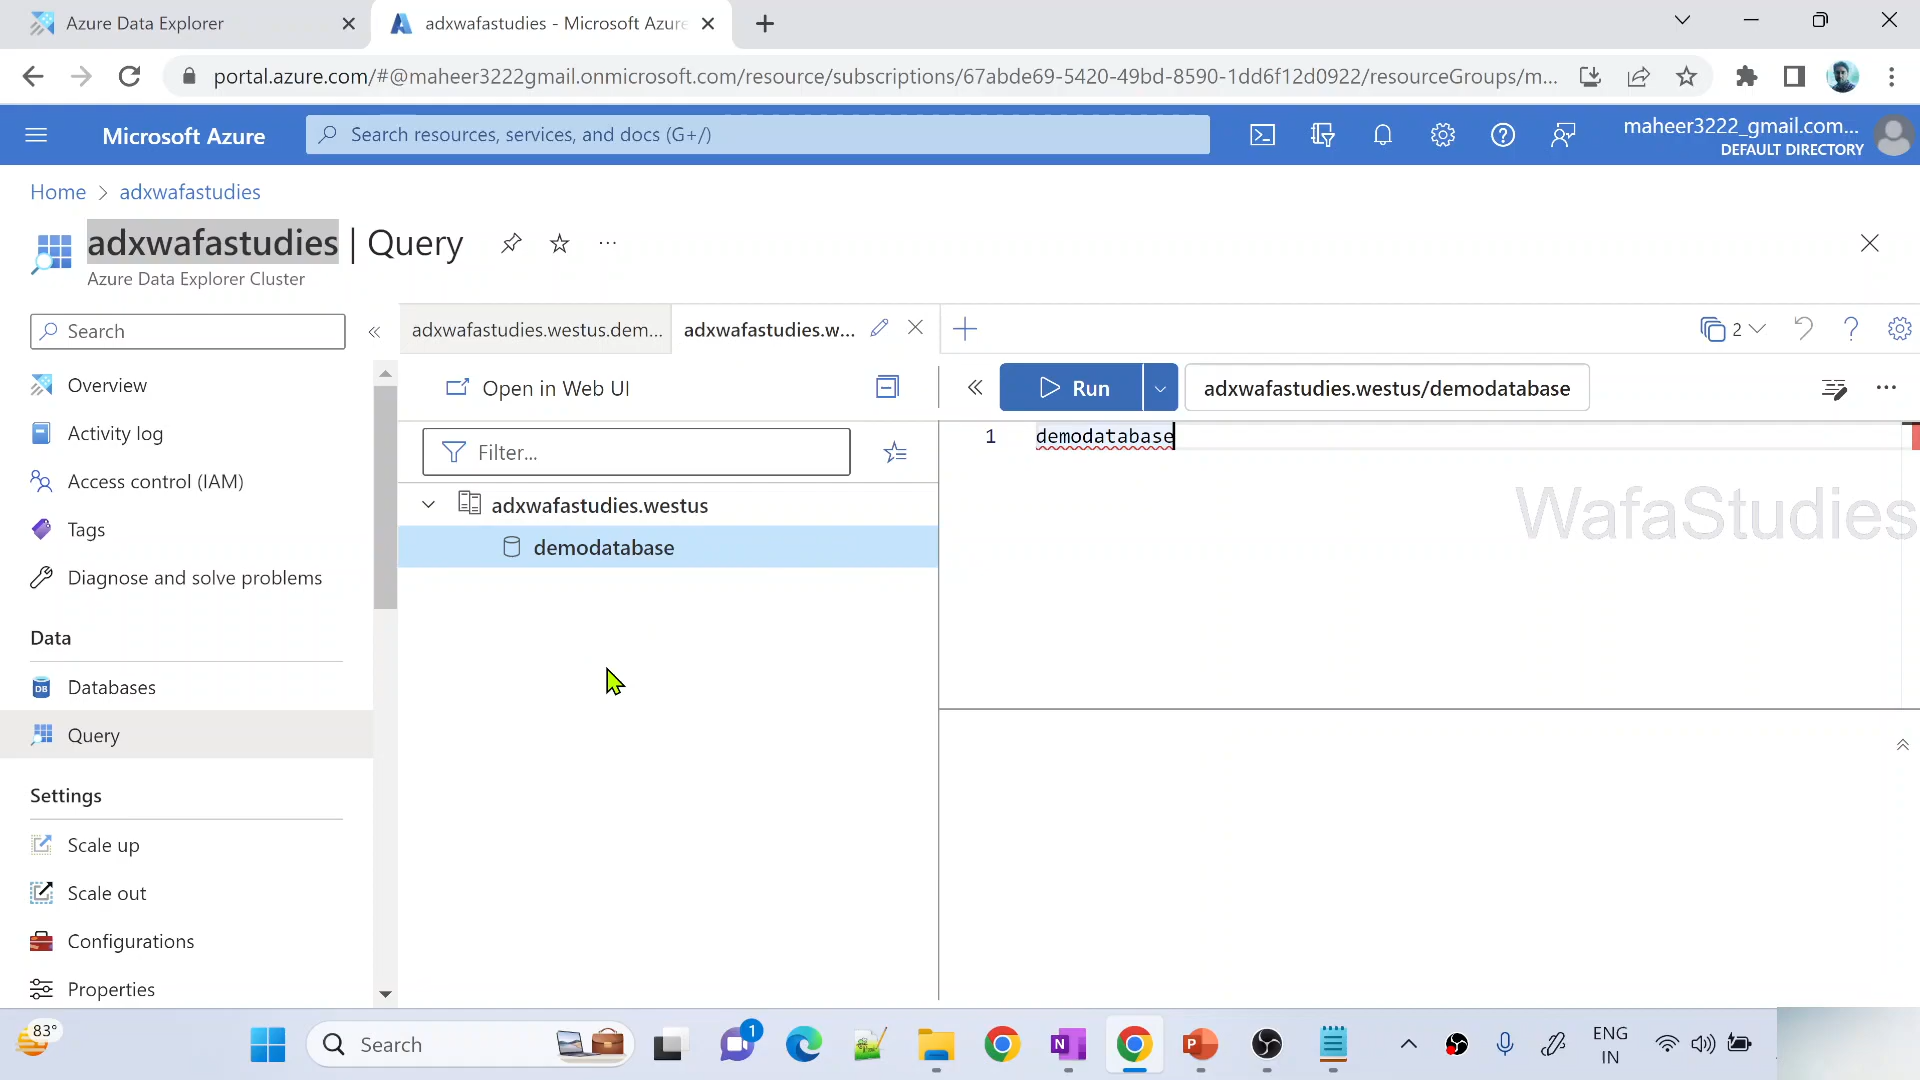 Azure Data Explorer
adxwafastudies - Microsoft Azure
portal.azure.com/#@maheer3222gmail.onmicrosoft.com/resource/subscriptions/67abde69-5420-49bd-8590-1dd6f12d0922/resourceGroups/m...
Microsoft Azure
Search resources, services, and docs (G+/)
maheer3222_gmail.com...
DEFAULT DIRECTORY
Home > adxwafastudies
adxwafastudies | Query
Azure Data Explorer Cluster
Search
Overview
Activity log
Access control (IAM)
Tags
Diagnose and solve problems
Data
Databases
Query
Settings
Scale up
Scale out
Configurations
Properties
adxwafastudies.westus.dem...
adxwafastudies.w...
2
Open in Web UI
Run
adxwafastudies.westus/demodatabase
Filter...
adxwafastudies.westus
demodatabase
1 demodatabase
WafaStudies
83°
Search
1
ENG
IN